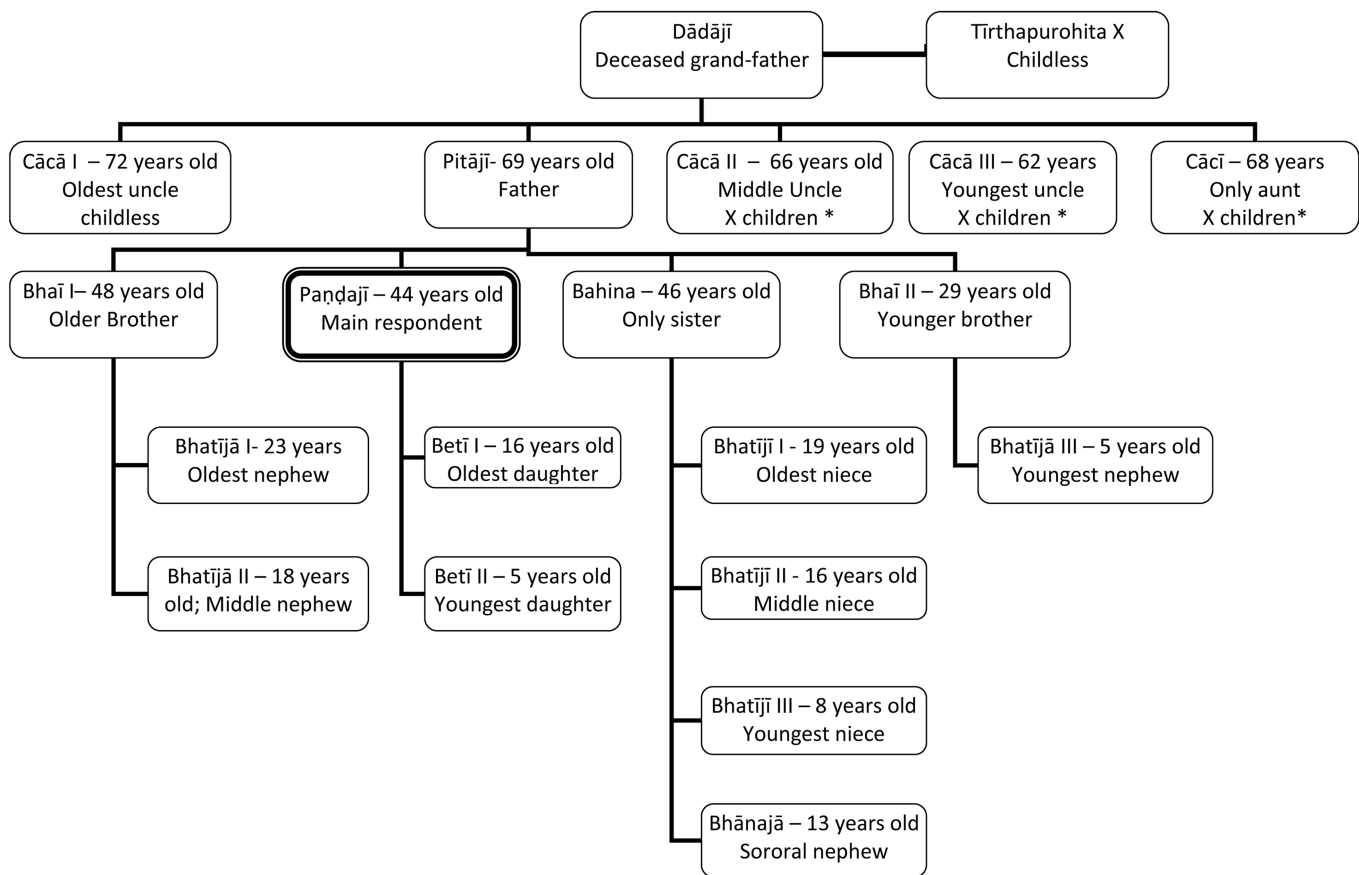 Dādājī
Deceased grand-father
Tīrthapurohita X
Childless
Cācā I – 72 years old
Oldest uncle
childless
Pitājī- 69 years old
Father
Cācā II – 66 years old
Middle Uncle
X children *
Cācā III – 62 years
Youngest uncle
X children *
Cācī – 68 years
Only aunt
X children*
Bhaī I– 48 years old
Older Brother
Paṇḍajī – 44 years old
Main respondent
Bahina – 46 years old
Only sister
Bhaī II – 29 years old
Younger brother
Bhatījā I- 23 years
Oldest nephew
Betī I – 16 years old
Oldest daughter
Bhatījī I - 19 years old
Oldest niece
Bhatījā III – 5 years old
Youngest nephew
Bhatījā II – 18 years
old; Middle nephew
Betī II – 5 years old
Youngest daughter
Bhatījī II - 16 years old
Middle niece
Bhatījī III – 8 years old
Youngest niece
Bhānajā – 13 years old
Sororal nephew